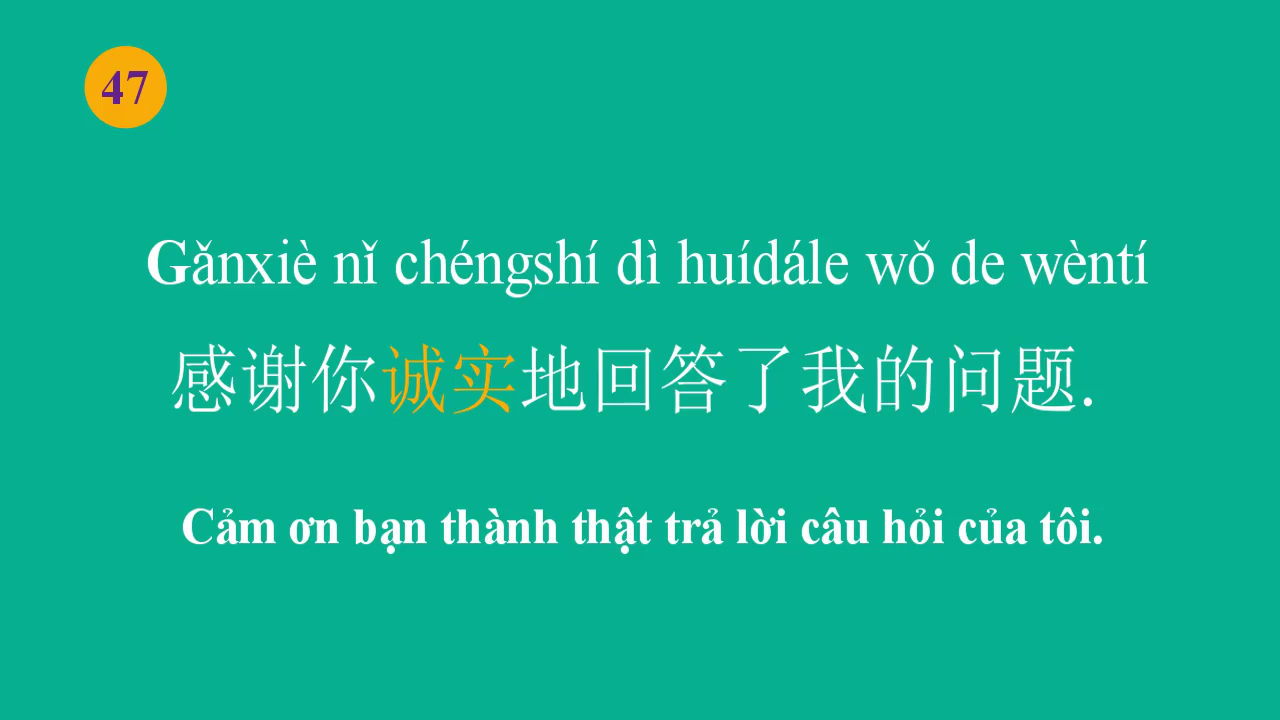 47
Gǎnxiè nǐ chéngshí dì huídále wǒ de wèntí
感谢你诚实地回答了我的问题.
Cảm ơn bạn thành thật trả lời câu hỏi của tôi.